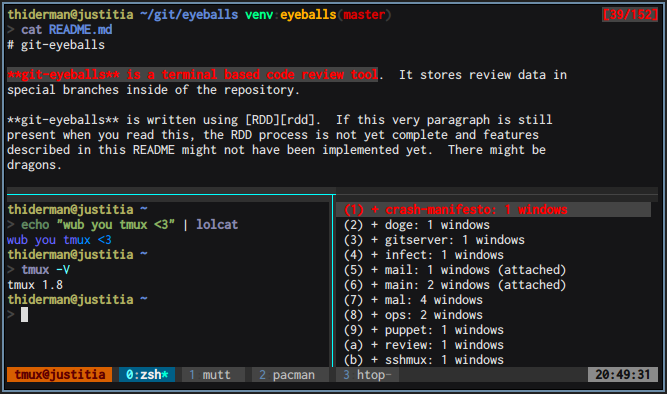 thiderman@justitia ~/git/eyeballs venv:eyeballs(master) [39/152]
> cat README.md
# git-eyeballs
**git-eyeballs** is a terminal based code review tool. It stores review data in
special branches inside of the repository.
**git-eyeballs** is written using [RDD][rdd]. If this very paragraph is still
present when you read this, the RDD process is not yet complete and features
described in this README might not have been implemented yet. There might be
dragons.
thiderman@justitia ~
> echo "wub you tmux <3" | lolcat
wub you tmux <3
thiderman@justitia ~
> tmux -V
tmux 1.8
thiderman@justitia ~
>
(1) + crash-manifesto: 1 windows
(2) + doge: 1 windows
(3) + gitserver: 1 windows
(4) + infect: 1 windows
(5) + mail: 1 windows (attached)
(6) + main: 2 windows (attached)
(7) + mal: 4 windows
(8) + ops: 2 windows
(9) + puppet: 1 windows
(a) + review: 1 windows
(b) + sshmux: 1 windows
tmux@justitia 0:zsh* 1 mutt 2 pacman 3 htop- 20:49:31